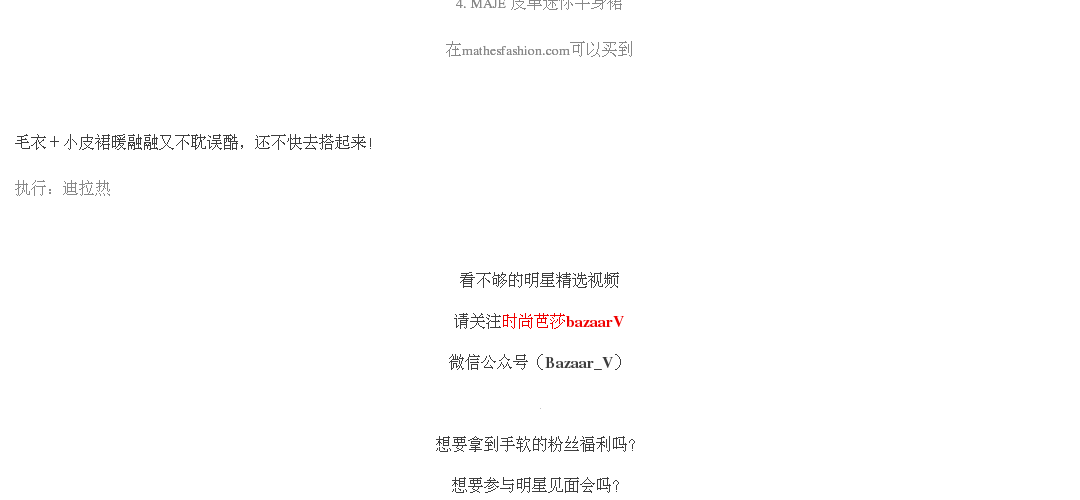 4. MAJE 皮革迷你半身裙
在mathesfashion.com可以买到
毛衣＋小皮裙暖融融又不耽误酷，还不快去搭起来！
执行：迪拉热
看不够的明星精选视频
请关注时尚芭莎bazaarV
微信公众号（Bazaar_V）
想要拿到手软的粉丝福利吗？
想要参与明星见面会吗？